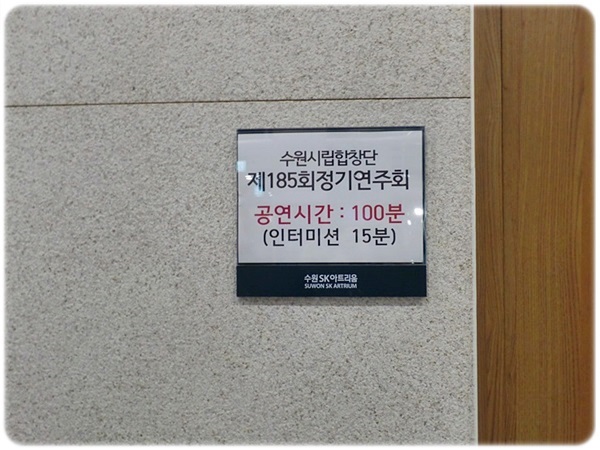 수원시립합창단
제185회정기연주회
공연시간 : 100분
(인터미션 15분)
수원SK아트리움
SUWON SK ARTRIUM